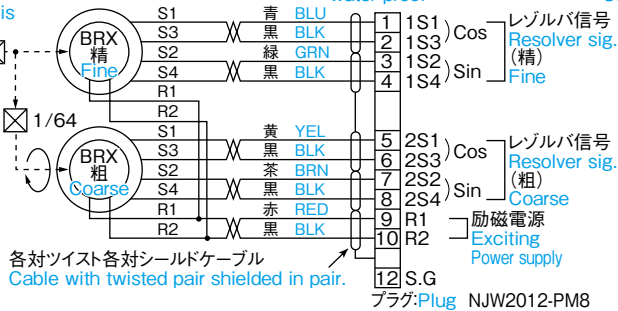 is
water proof
S1 青 BLU 1 1S1 レゾルバ信号
S3 黒 BLK 2 1S3 Cos Resolver sig.
BRX S2 緑 GRN 3 1S2 (精)
精 S4 黒 BLK 4 1S4 Sin Fine
Fine R1
R2
1/64
S1 黄 YEL 5 2S1 レゾルバ信号
S3 黒 BLK 6 2S3 Cos Resolver sig.
BRX S2 茶 BRN 7 2S2 (粗)
粗 S4 黒 BLK 8 2S4 Sin Coarse
Coarse R1 赤 RED 9 R1 励磁電源
R2 黒 BLK 10 R2 Exciting
Power supply
各対ツイスト各対シールドケーブル
Cable with twisted pair shielded in pair.
12 S.G
プラグ:Plug NJW2012-PM8